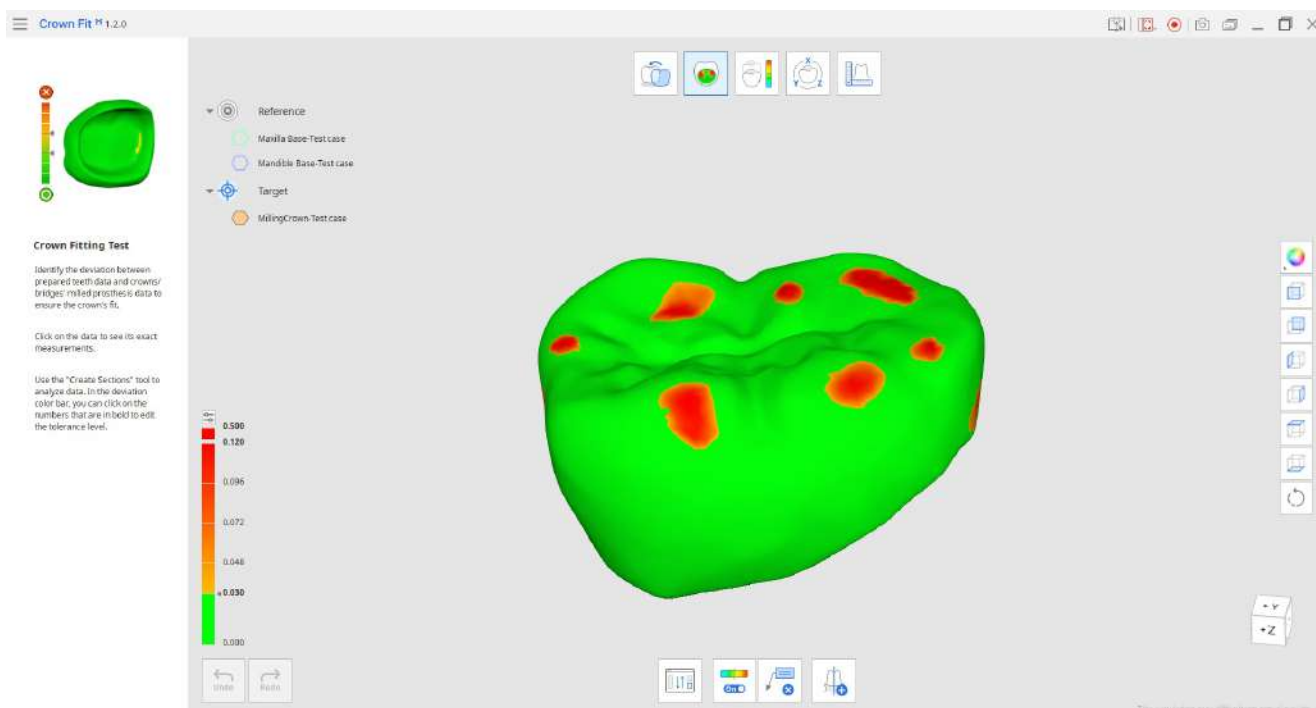 Crown Fit M 1.2.0
Crown Fitting Test
Identify the deviation between
prepared teeth data and crowns/
bridges' milled prosthesis data to
ensure the crown's fit.
Click on the data to see its exact
measurements.
Use the "Create Sections" tool to
analyze data. In the deviation
color bar, you can click on the
numbers that are in bold to edit
the tolerance level.
Reference
Maxilla Base-Test case
Mandible Base-Test case
Target
MillingCrown-Test case
X
Y
Z
0.500
0.120
0.096
0.072
0.048
0.030
0.000
Undo
Redo
On
+Y
+Z